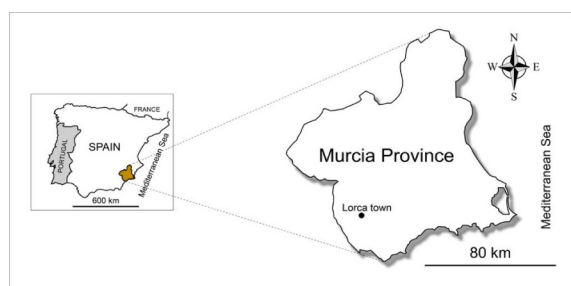 FRANCE
SPAIN
PORTUGAL
Mediterranean Sea
600 km
N
W E
S
Murcia Province
Lorca town
Mediterranean Sea
80 km